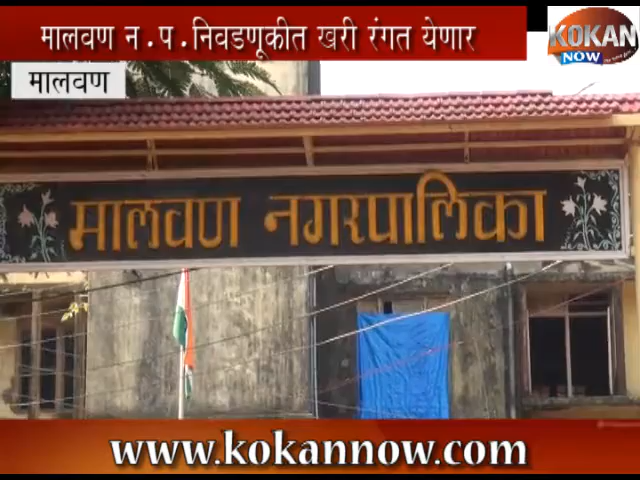 मालवण न . प . निवडणूकीत खरी रंगत येणार
KOKAN
NOW
मालवण
मालवण नगरपालिका
www.kokannow.com